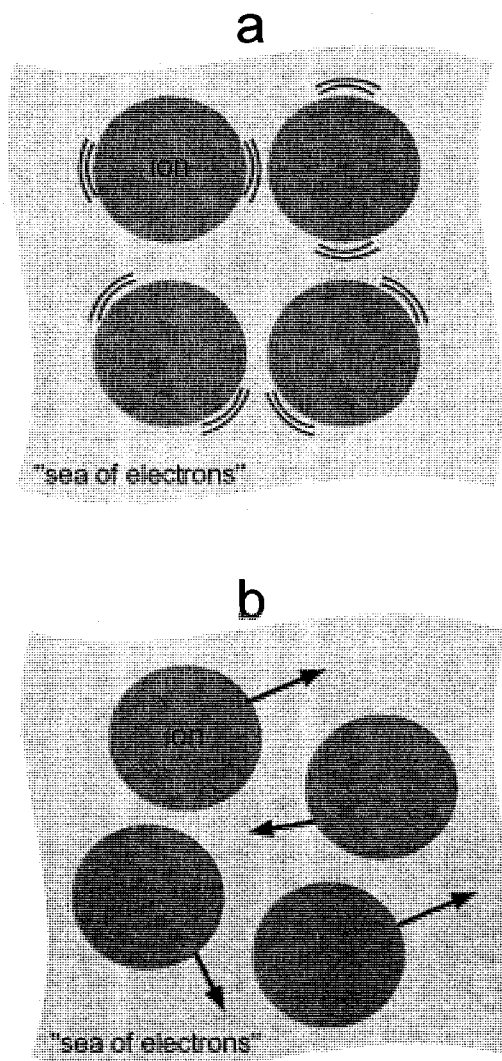 a
ion
"sea of electrons"
b
ion
"sea of electrons"